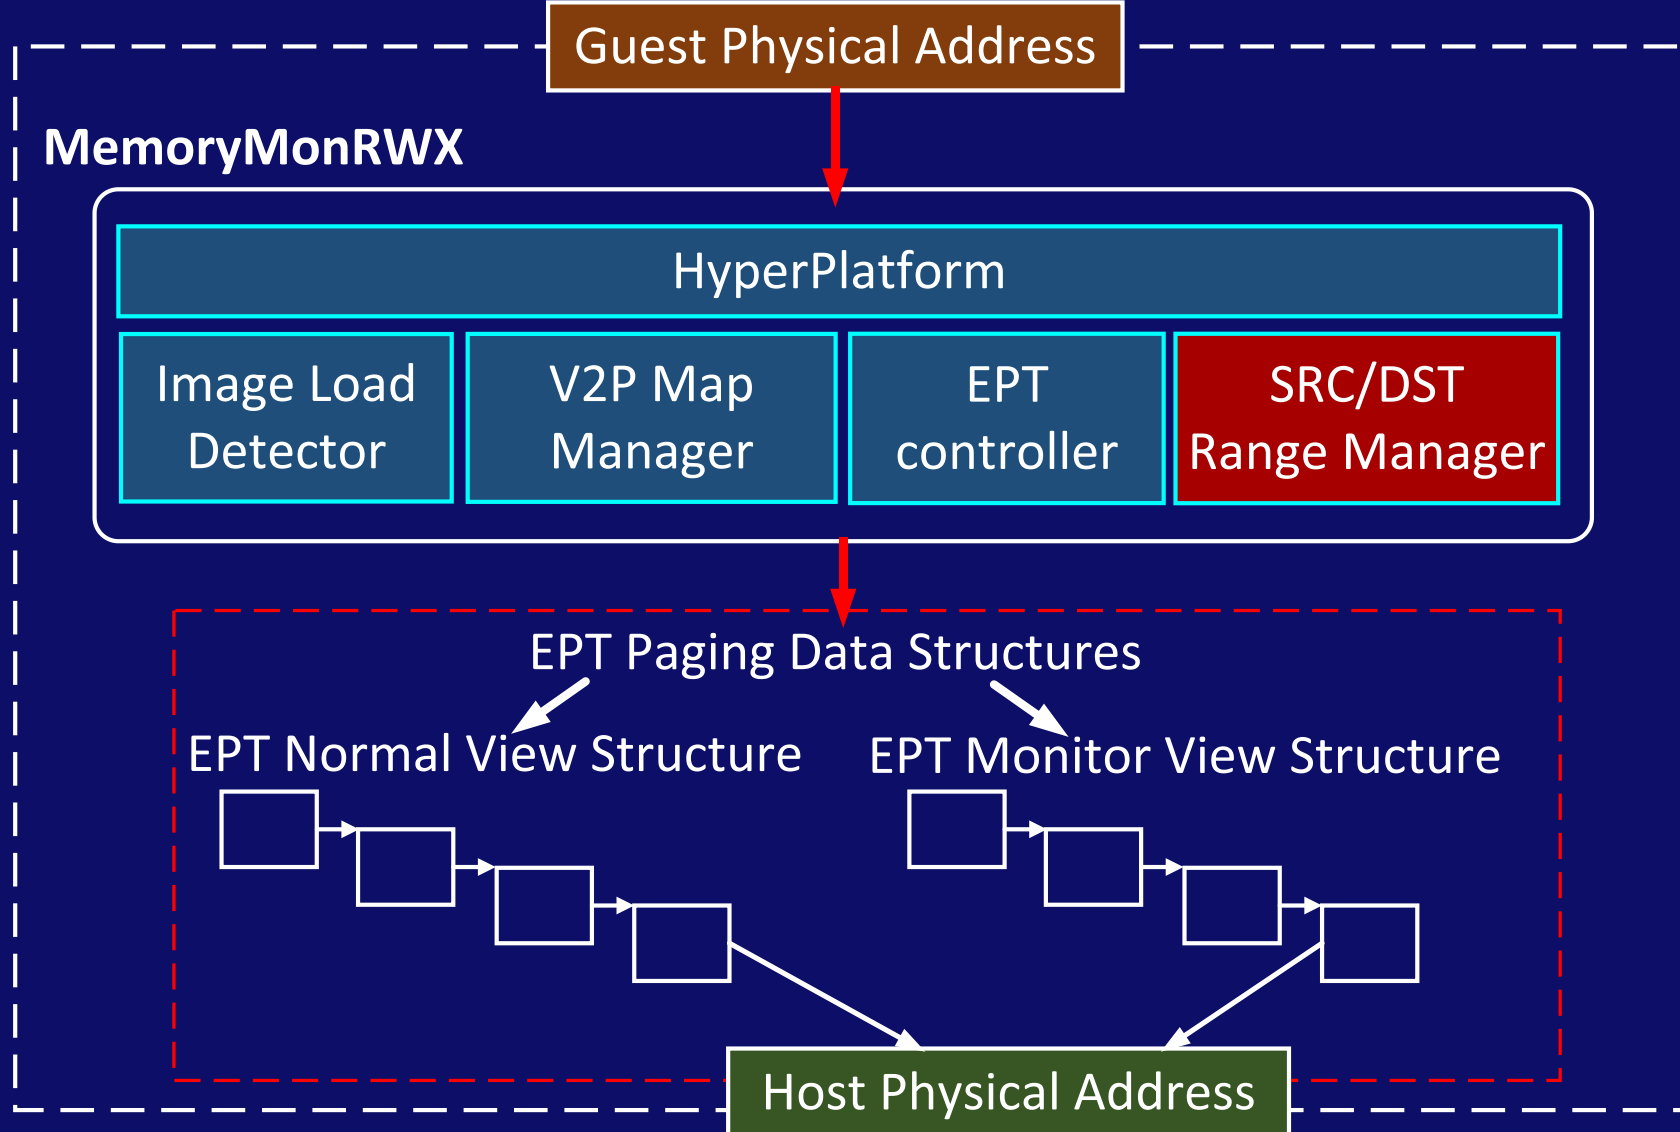 Guest Physical Address
MemoryMonRWX
HyperPlatform
Image Load
Detector
V2P Map
Manager
EPT
controller
SRC/DST
Range Manager
EPT Paging Data Structures
EPT Normal View Structure
EPT Monitor View Structure
Host Physical Address